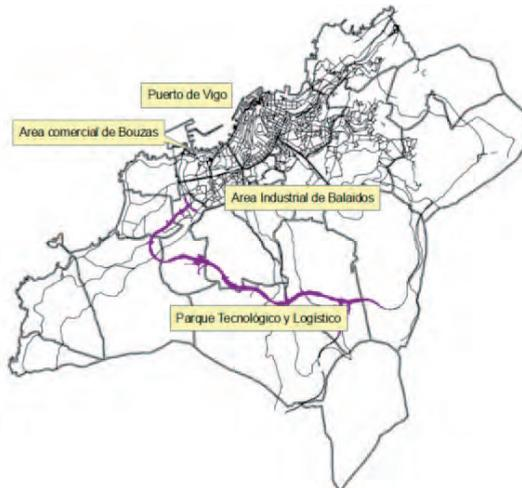 Puerto de Vigo
Area comercial de Bouzas
Area Industrial de Balaidos
Parque Tecnológico y Logístico